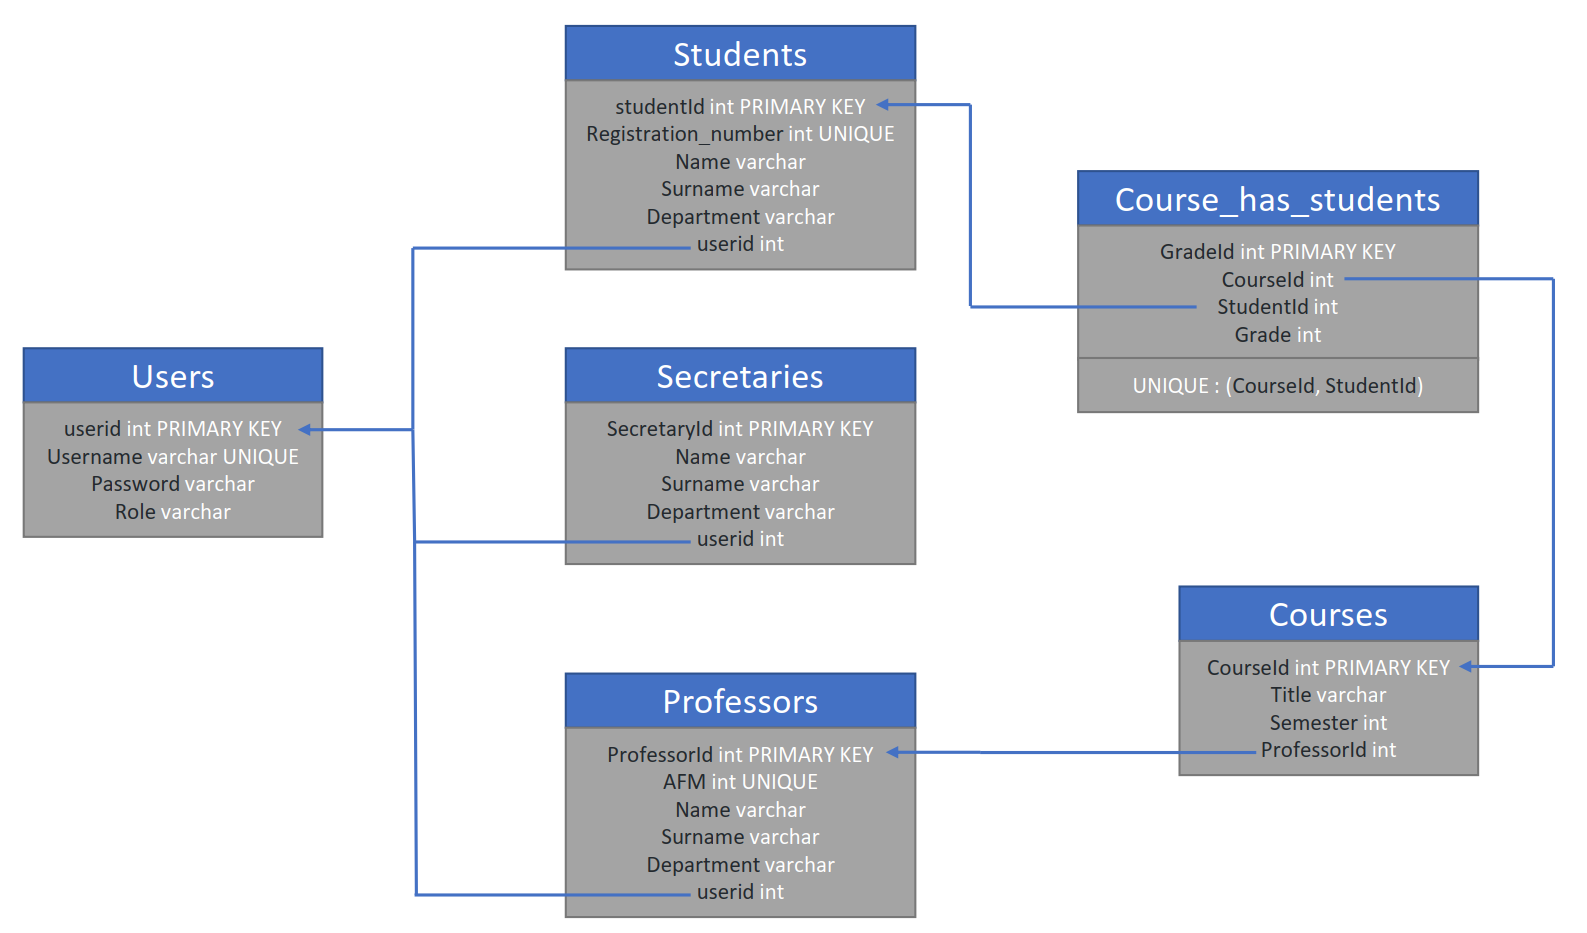 Students
studentId int PRIMARY KEY
Registration_number int UNIQUE
Name varchar
Surname varchar
Department varchar
userid int
Course_has_students
GradeId int PRIMARY KEY
CourseId int
StudentId int
Grade int
UNIQUE : (CourseId, StudentId)
Users
userid int PRIMARY KEY
Username varchar UNIQUE
Password varchar
Role varchar
Secretaries
SecretaryId int PRIMARY KEY
Name varchar
Surname varchar
Department varchar
userid int
Courses
CourseId int PRIMARY KEY
Title varchar
Semester int
ProfessorId int
Professors
ProfessorId int PRIMARY KEY
AFM int UNIQUE
Name varchar
Surname varchar
Department varchar
userid int